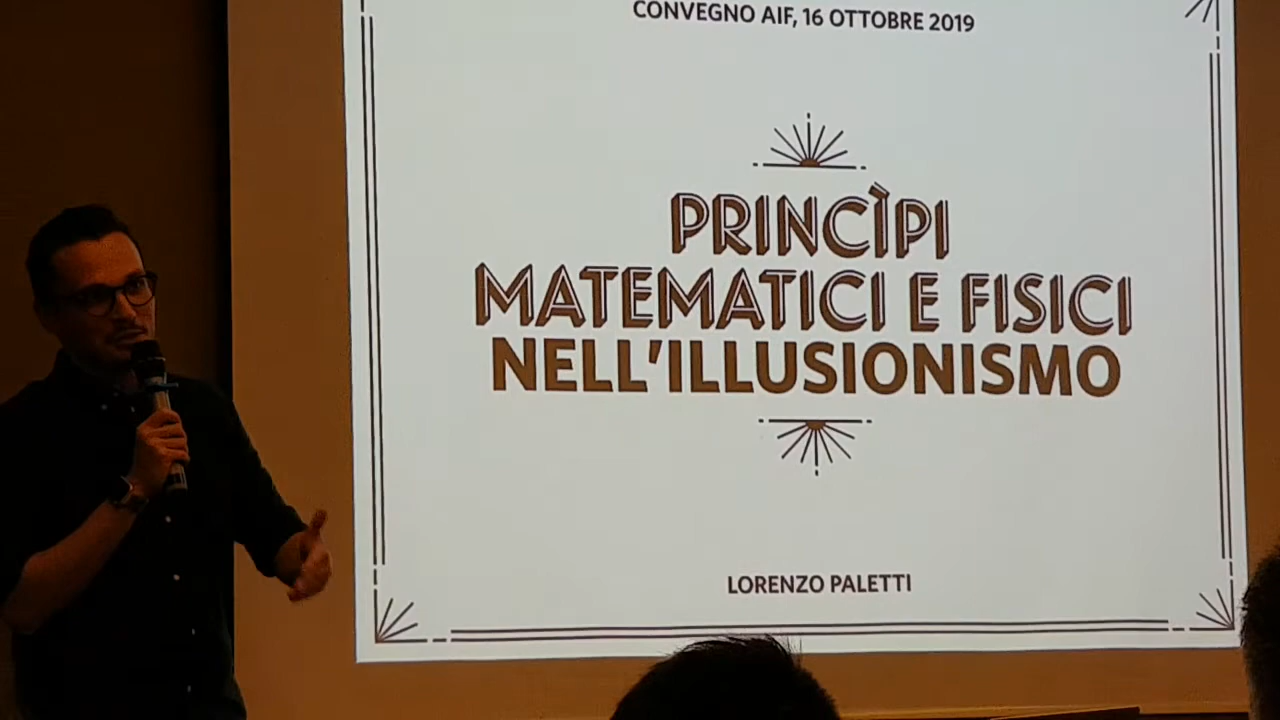 CONVEGNO AIF, 16 OTTOBRE 2019
PRINCÌPI
MATEMATICI E FISICI
NELL'ILLUSIONISMO
LORENZO PALETTI